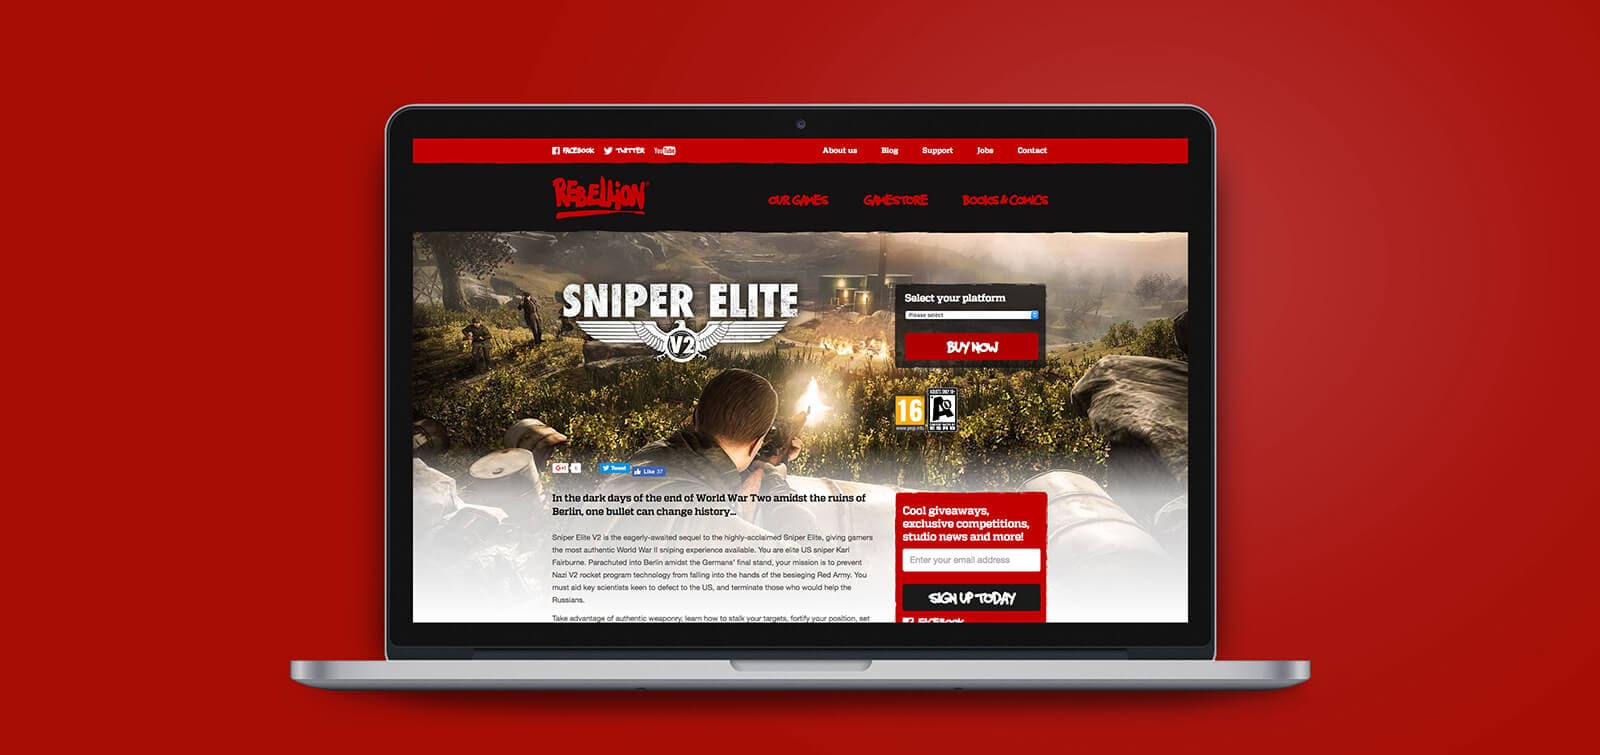 FACEBOOK TWITTER YouTube About us Blog Support Jobs Contact
REBELLION OUR GAMES GAMESTORE BOOKS & COMICS
SNIPER ELITE
V2
Select your platform
Please select
BUY NOW
16
www.pegi.info
ADULTS ONLY 18+
A
G+1 6 Tweet Like 37
In the dark days of the end of World War Two amidst the ruins of
Berlin, one bullet can change history...
Sniper Elite V2 is the eagerly-awaited sequel to the highly-acclaimed Sniper Elite, giving gamers
the most authentic World War II sniping experience available. You are elite US sniper Karl
Fairburne. Parachuted into Berlin amidst the Germans' final stand, your mission is to prevent
Nazi V2 rocket program technology from falling into the hands of the besieging Red Army. You
must aid key scientists keen to defect to the US, and terminate those who would help the
Russians.
Take advantage of authentic weaponry, learn how to stalk your targets, fortify your position, set
Cool giveaways,
exclusive competitions,
studio news and more!
Enter your email address
SIGN UP TODAY
FACEBOOK